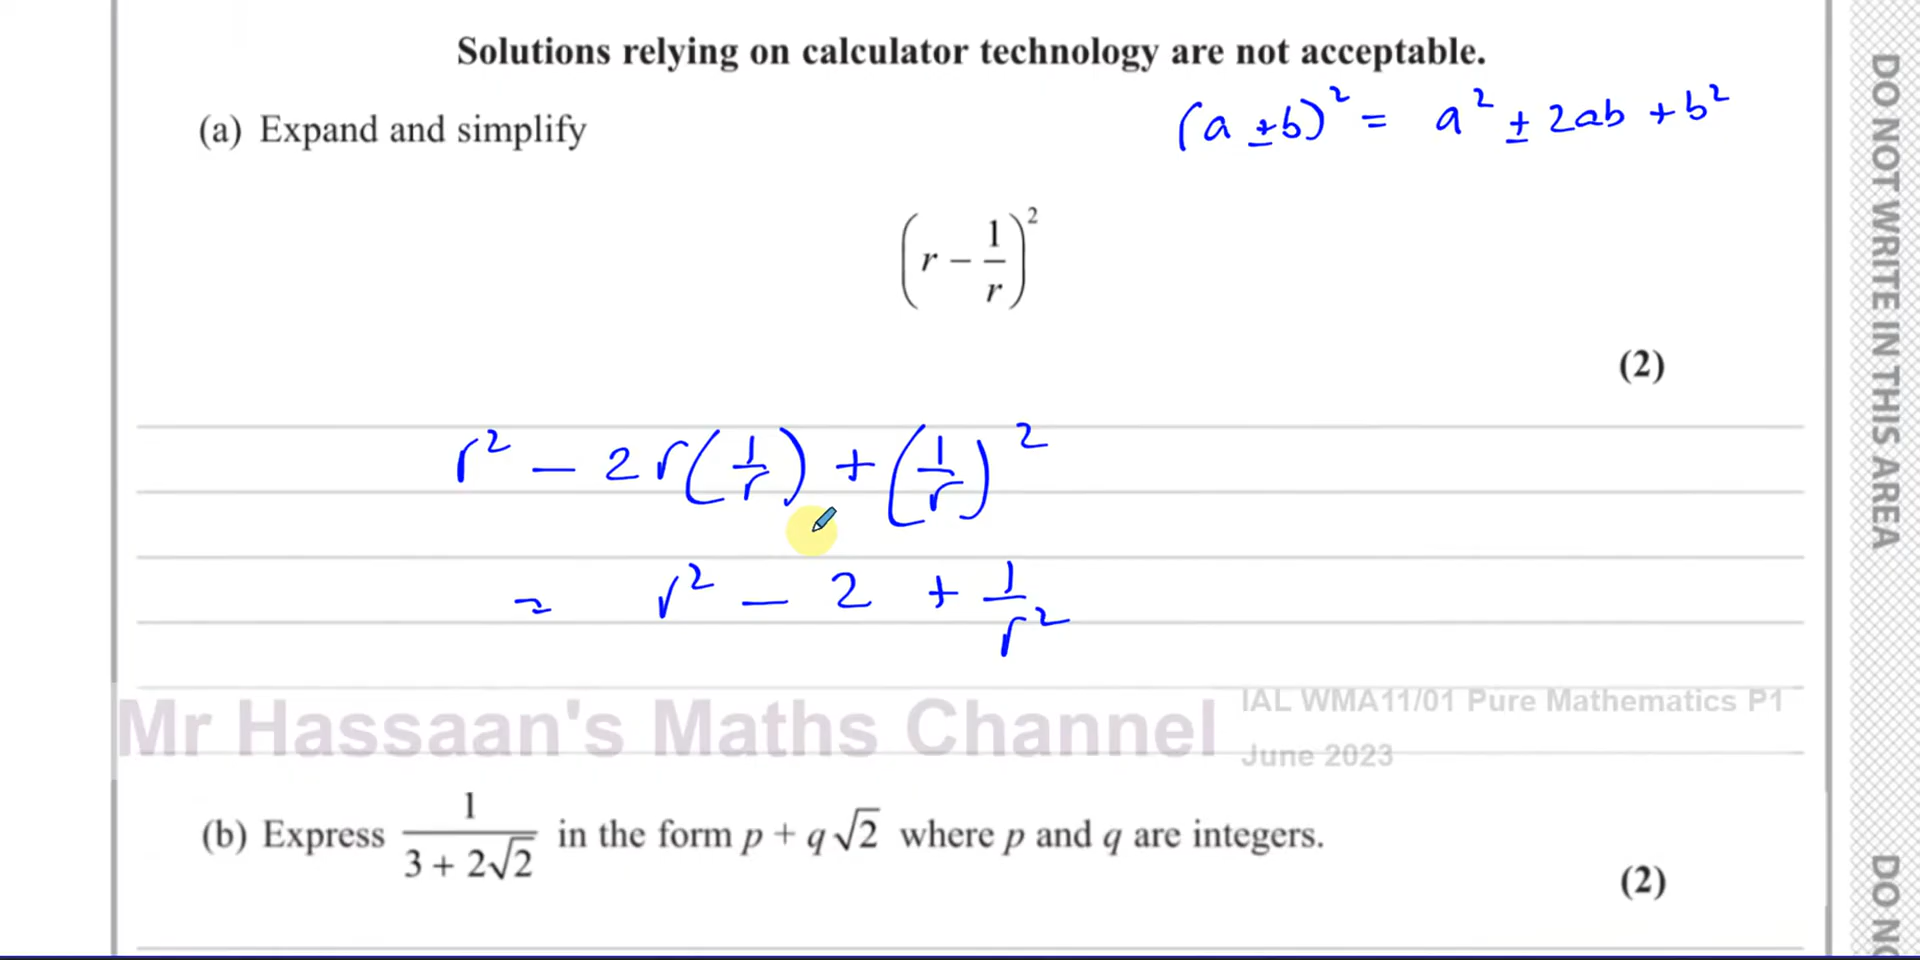 Solutions relying on calculator technology are not acceptable.
(a) Expand and simplify
(a ± b)² = a² ± 2ab + b²
(r − 1/r)²
(2)
r² − 2r(1/r) + (1/r)²
= r² − 2 + 1/r²
Mr Hassaan's Maths Channel
IAL WMA11/01 Pure Mathematics P1
June 2023
(b) Express 1/(3 + 2√2) in the form p + q√2 where p and q are integers.
(2)
DO NOT WRITE IN THIS AREA
DO NO